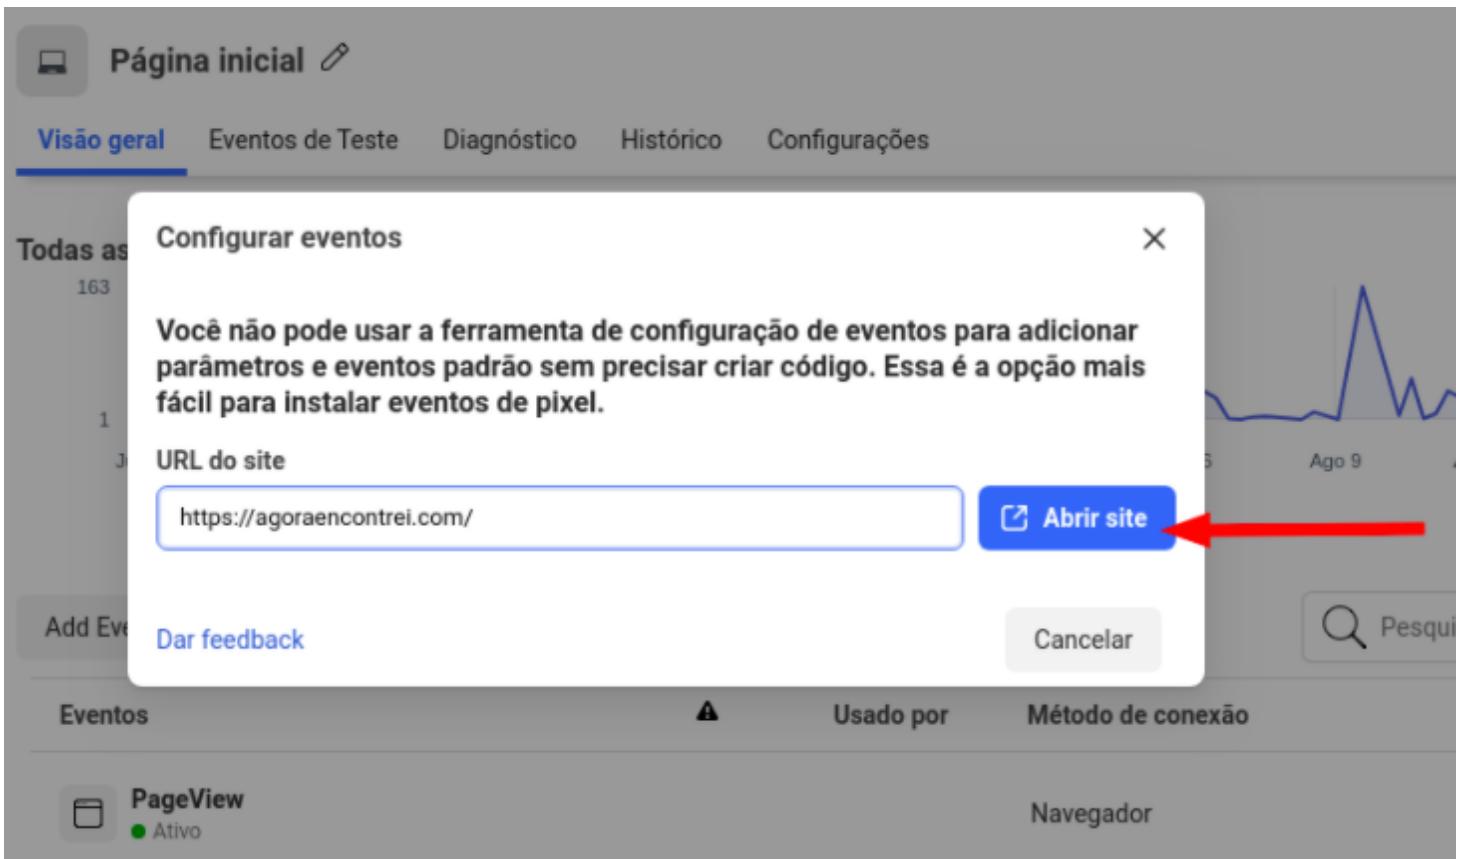 Página inicial
Visão geral Eventos de Teste Diagnóstico Histórico Configurações
Todas as
163
1
Configurar eventos
Você não pode usar a ferramenta de configuração de eventos para adicionar
parâmetros e eventos padrão sem precisar criar código. Essa é a opção mais
fácil para instalar eventos de pixel.
URL do site
https://agoraencontrei.com/
Abrir site
Dar feedback
Cancelar
Ago 9
Add Eve
Pesqui
Eventos Usado por Método de conexão
PageView
Ativo
Navegador